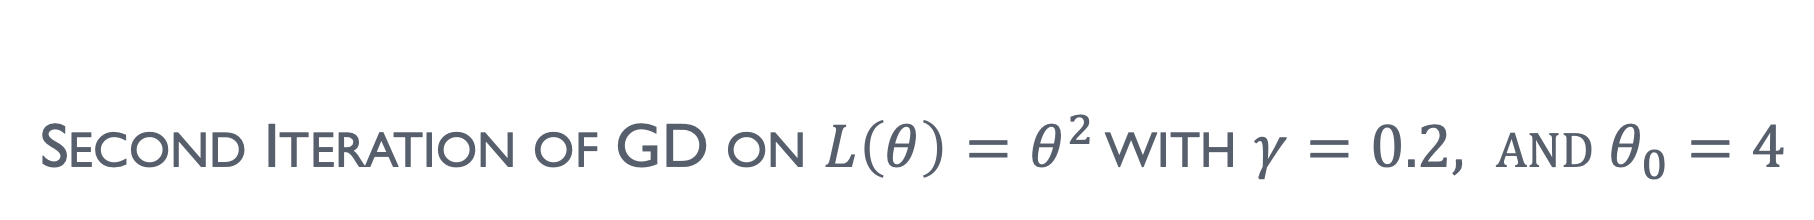 Second Iteration of GD on L(θ) = θ² with γ = 0.2, and θ₀ = 4